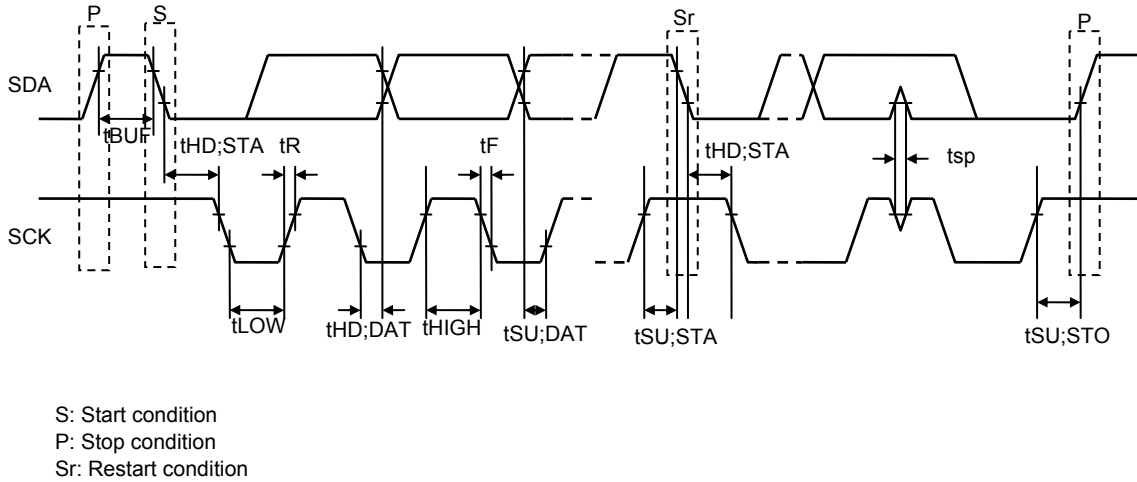 P S Sr P
SDA
tBUF
tHD;STA tR tF tHD;STA tsp
SCK
tLOW tHD;DAT tHIGH tSU;DAT tSU;STA tSU;STO
S: Start condition
P: Stop condition
Sr: Restart condition